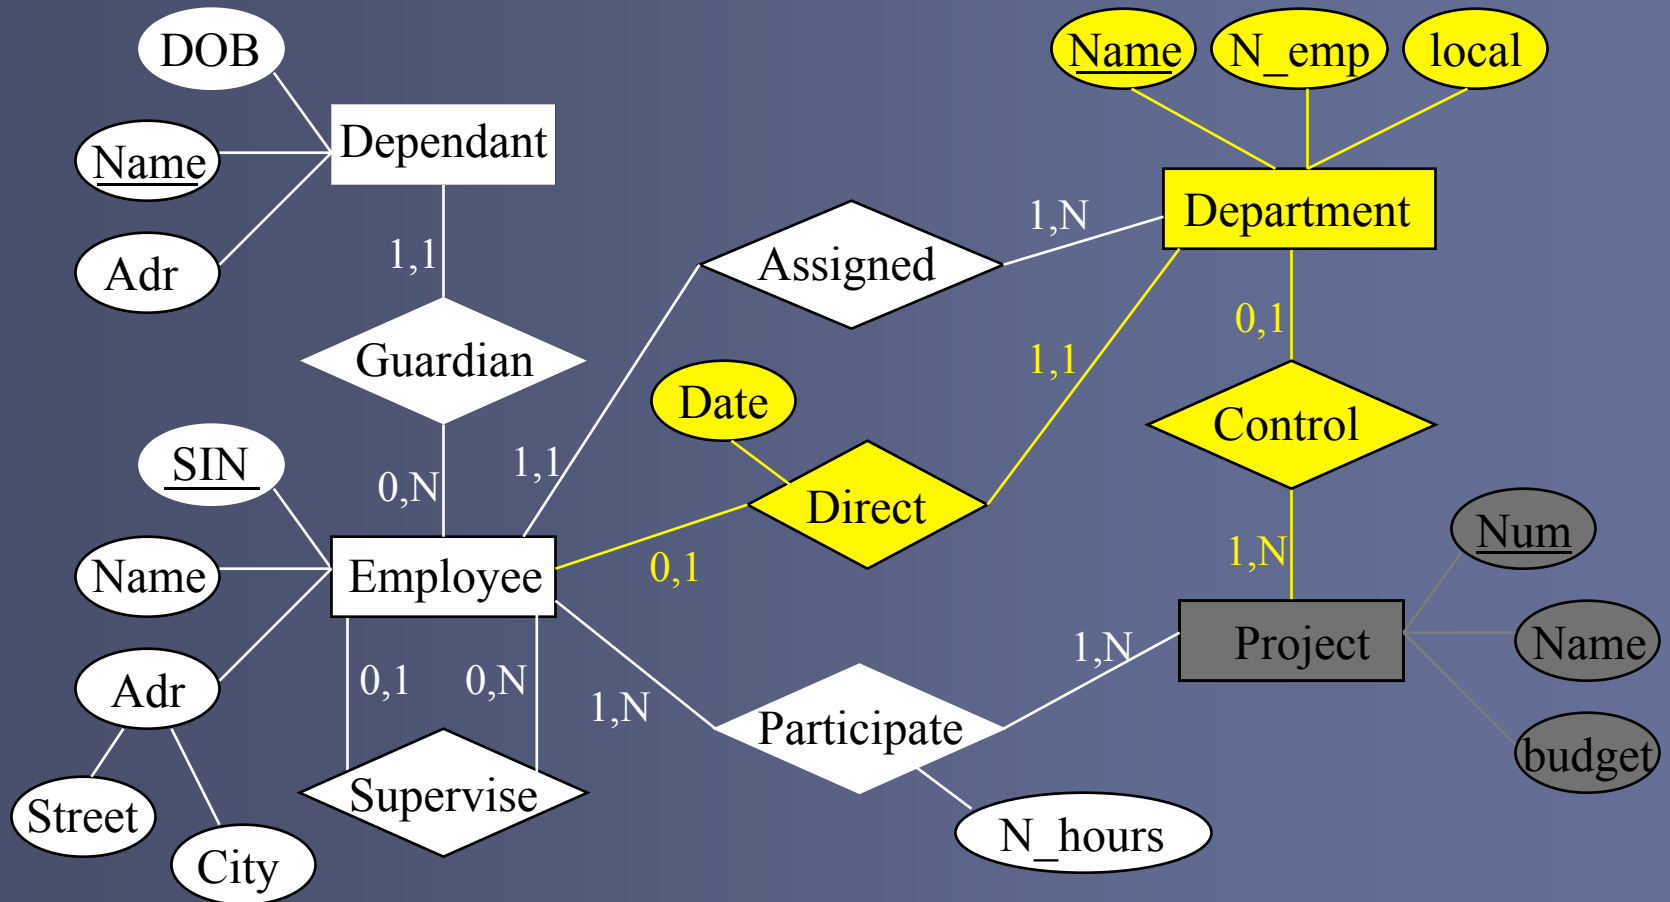 DOB
Name
N_emp
local
Dependant
Name
Department
1,N
Adr
1,1
Assigned
0,1
Guardian
1,1
Date
Control
SIN
0,N
1,1
Direct
Num
1,N
Name
Employee
0,1
Project
Name
1,N
Adr
0,1
0,N
1,N
Participate
budget
Supervise
Street
N_hours
City